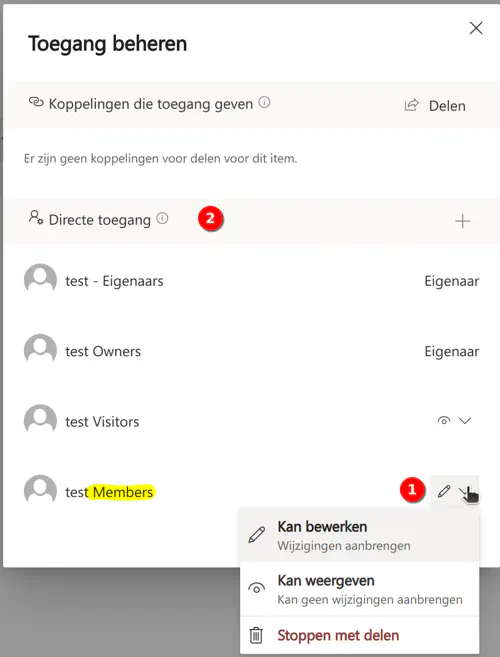 Toegang beheren
Koppelingen die toegang geven
Delen
Er zijn geen koppelingen voor delen voor dit item.
Directe toegang
2
test - Eigenaars
Eigenaar
test Owners
Eigenaar
test Visitors
test Members
1
Kan bewerken
Wijzigingen aanbrengen
Kan weergeven
Kan geen wijzigingen aanbrengen
Stoppen met delen